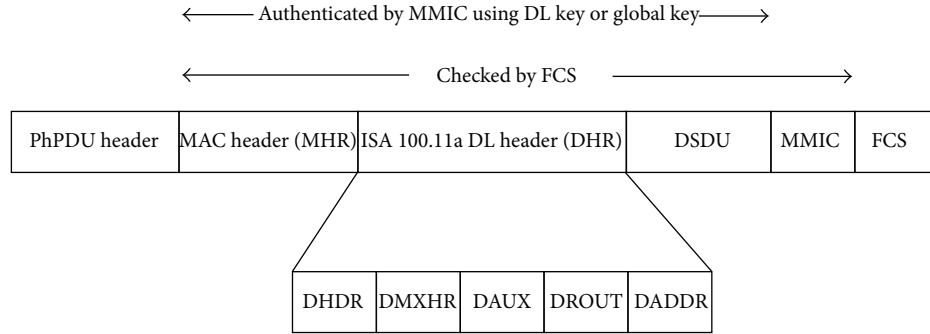 Authenticated by MMIC using DL key or global key
Checked by FCS
PhPDU header MAC header (MHR) ISA 100.11a DL header (DHR) DSDU MMIC FCS
DHDR DMXHR DAUX DROUT DADDR